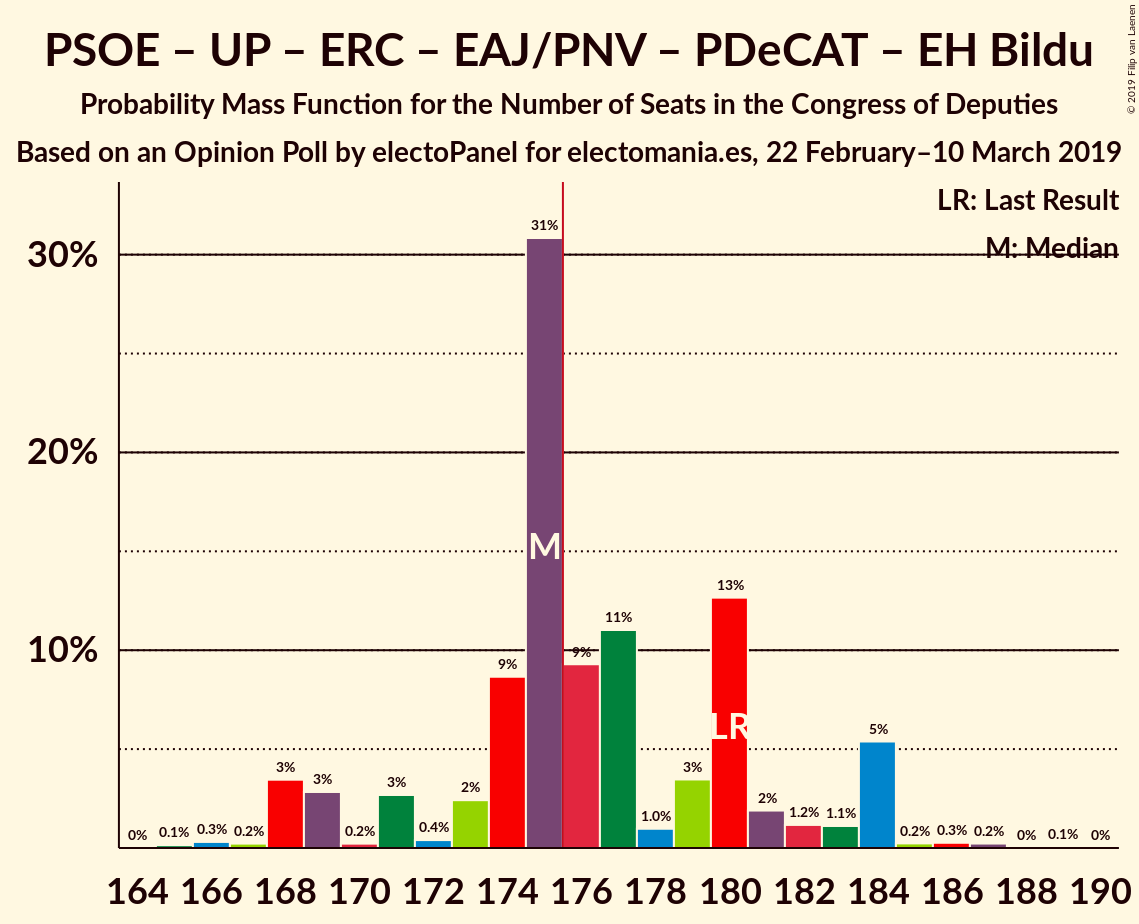 PSOE – UP – ERC – EAJ/PNV – PDeCAT – EH Bildu
Probability Mass Function for the Number of Seats in the Congress of Deputies
Based on an Opinion Poll by electoPanel for electomania.es, 22 February–10 March 2019
© 2019 Filip van Laenen
LR: Last Result
M: Median
30%
20%
10%
0% 0.1% 0.3% 0.2% 3% 3% 0.2% 3% 0.4% 2% 9% 31% 9% 11% 1.0% 3% 13% 2% 1.2% 1.1% 5% 0.2% 0.3% 0.2% 0% 0.1% 0%
M
LR
164 166 168 170 172 174 176 178 180 182 184 186 188 190